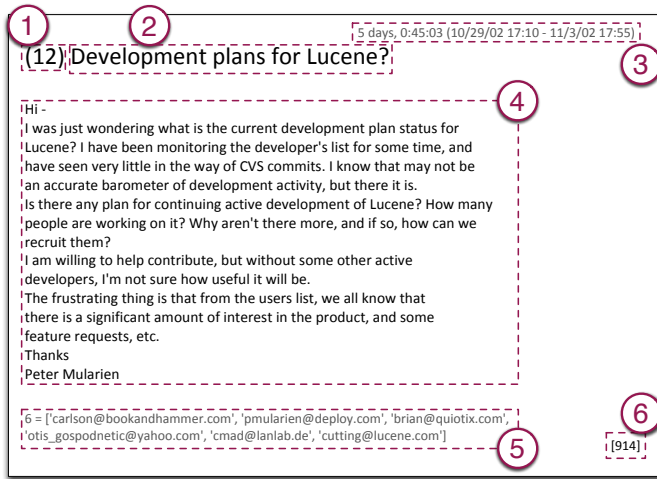 1
2
5 days, 0:45:03 (10/29/02 17:10 - 11/3/02 17:55)
(12) Development plans for Lucene?
3
4
Hi -
I was just wondering what is the current development plan status for
Lucene? I have been monitoring the developer's list for some time, and
have seen very little in the way of CVS commits. I know that may not be
an accurate barometer of development activity, but there it is.
Is there any plan for continuing active development of Lucene? How many
people are working on it? Why aren't there more, and if so, how can we
recruit them?
I am willing to help contribute, but without some other active
developers, I'm not sure how useful it will be.
The frustrating thing is that from the users list, we all know that
there is a significant amount of interest in the product, and some
feature requests, etc.
Thanks
Peter Mularien
6 = ['carlson@bookandhammer.com', 'pmularien@deploy.com', 'brian@quiotix.com',
'otis_gospodnetic@yahoo.com', 'cmad@lanlab.de', 'cutting@lucene.com']
5
6
[914]